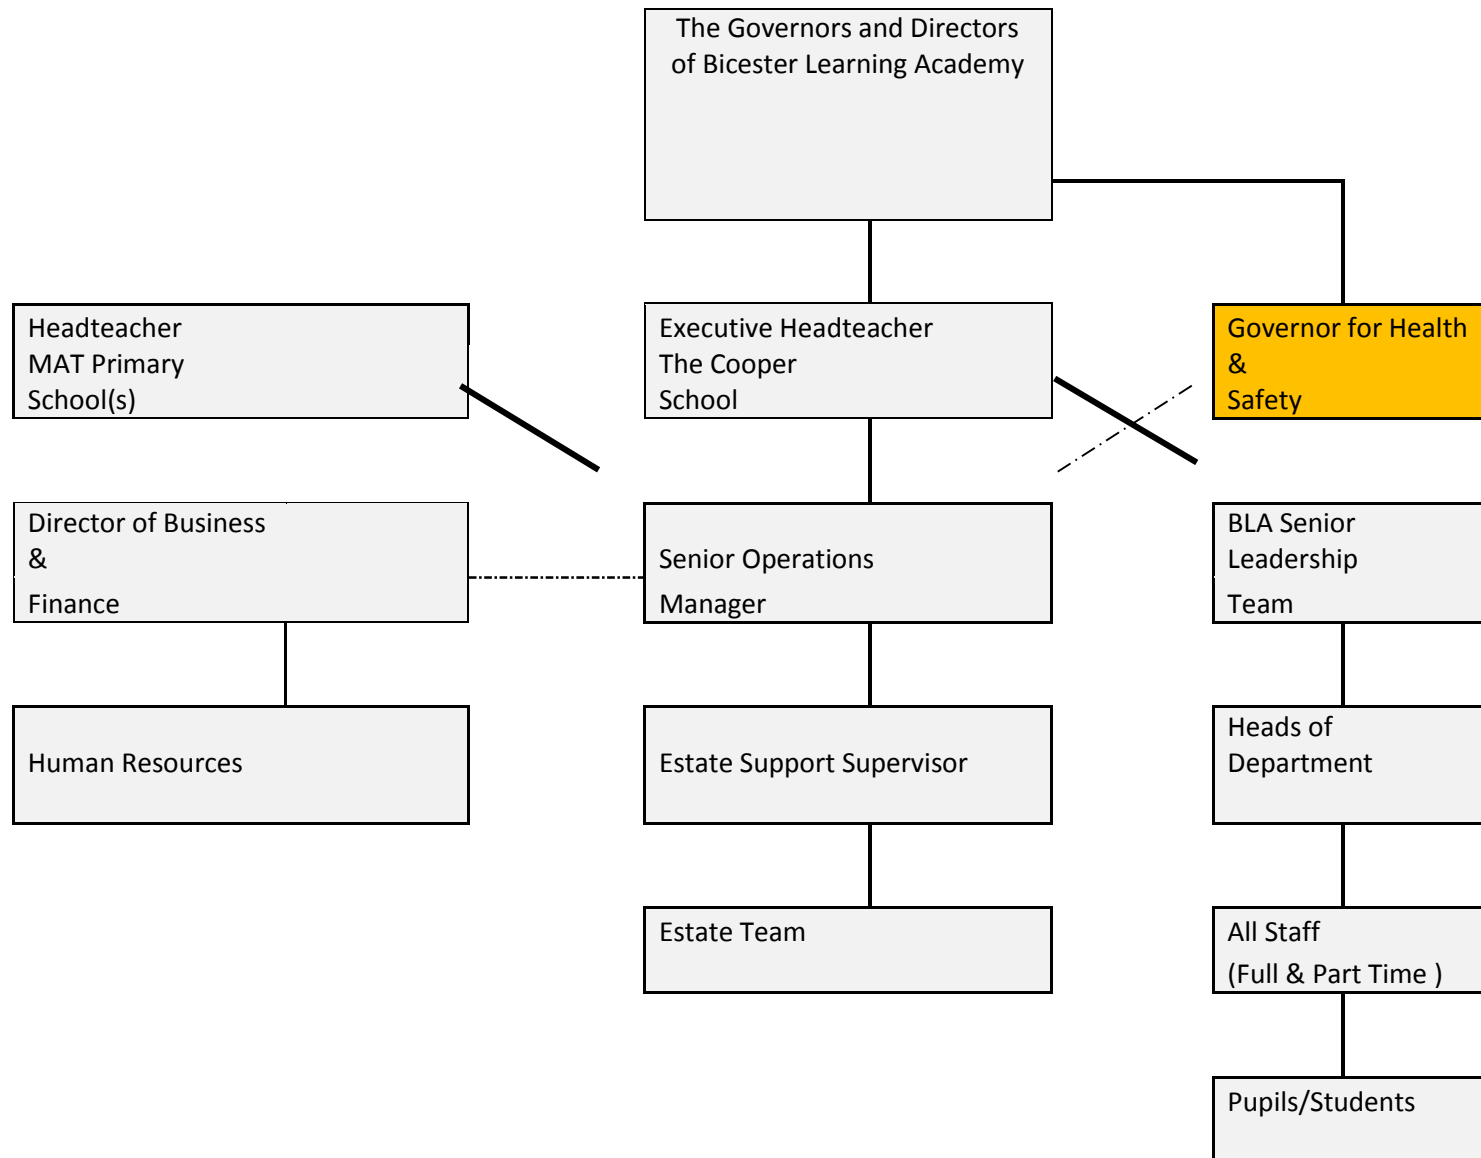 The Governors and Directors
of Bicester Learning Academy
Headteacher
MAT Primary
School(s)
Executive Headteacher
The Cooper
School
Governor for Health
&
Safety
Director of Business
&
Finance
Senior Operations
Manager
BLA Senior
Leadership
Team
Human Resources
Estate Support Supervisor
Heads of
Department
Estate Team
All Staff
(Full & Part Time )
Pupils/Students